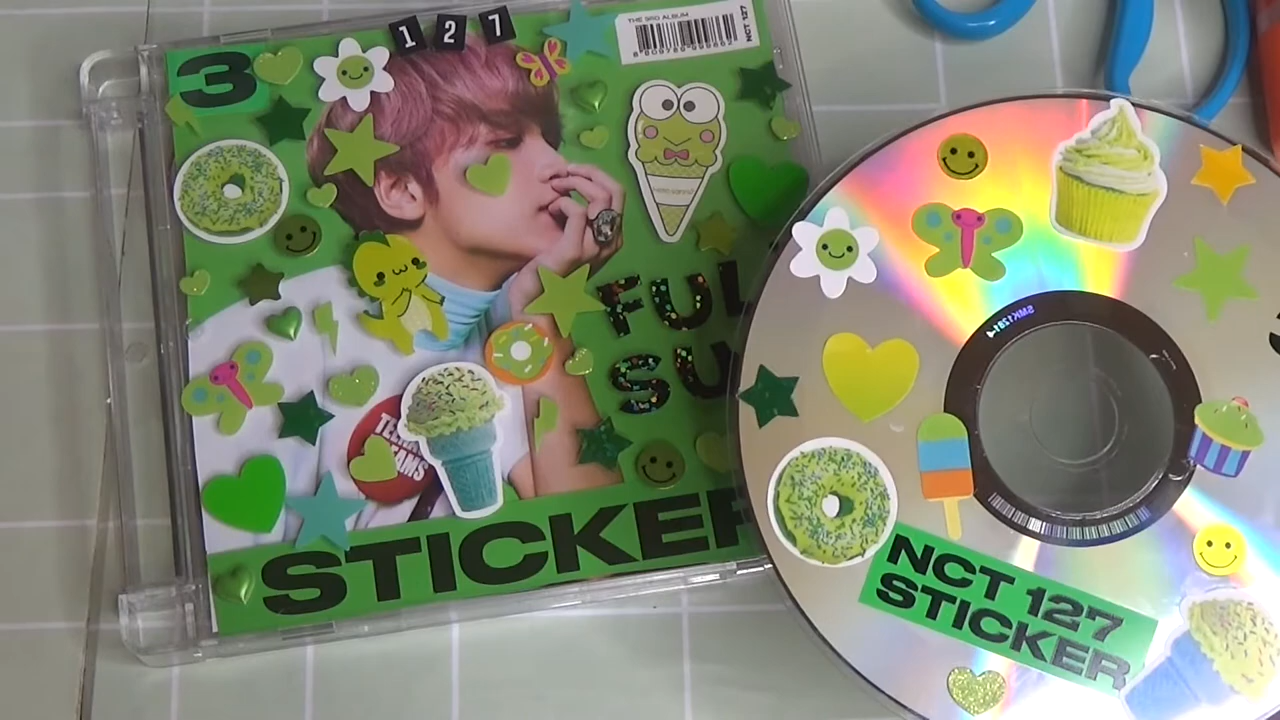 127
THE 3RD ALBUM
NCT 127
3
FUL
SU
STICKER
NCT 127
STICKER